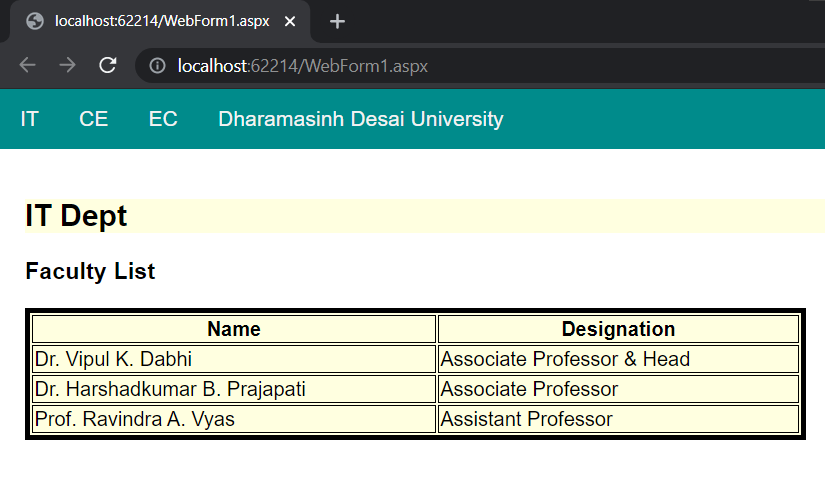 localhost:62214/WebForm1.aspx
localhost:62214/WebForm1.aspx
IT CE EC Dharamasinh Desai University
IT Dept
Faculty List
Name Designation
Dr. Vipul K. Dabhi Associate Professor & Head
Dr. Harshadkumar B. Prajapati Associate Professor
Prof. Ravindra A. Vyas Assistant Professor